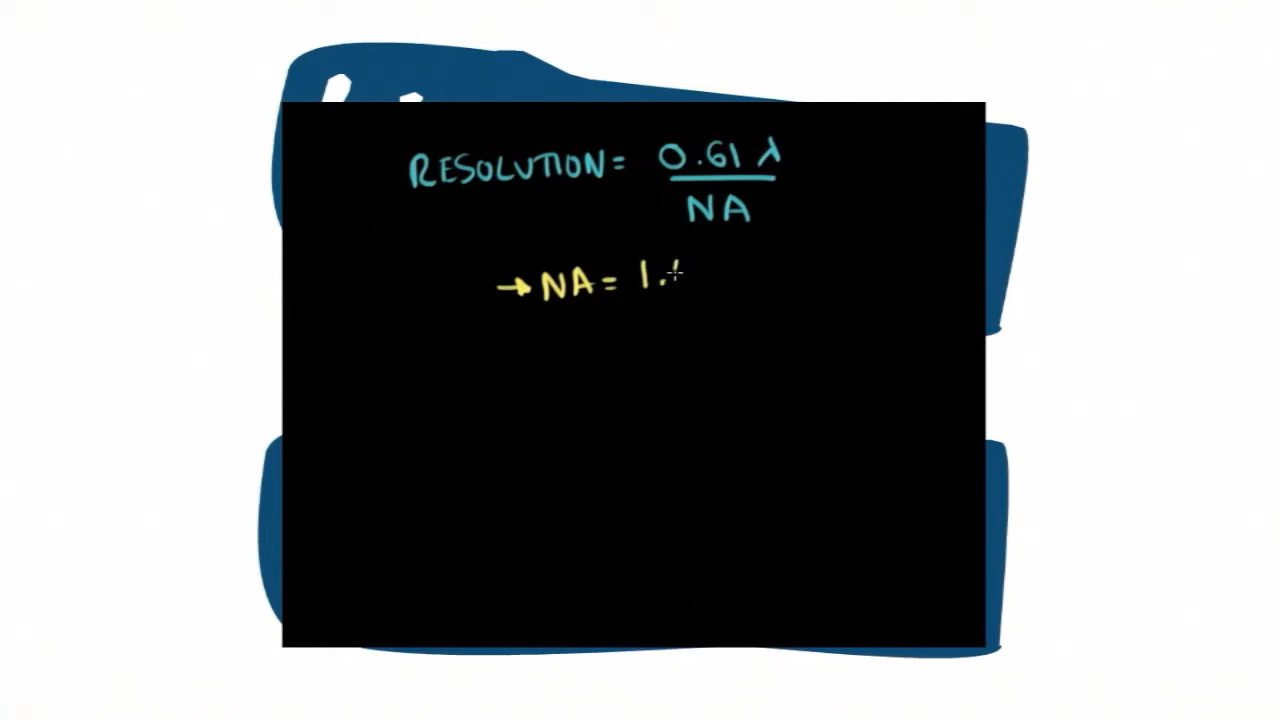 RESOLUTION = 0.61 λ
NA
→ NA = 1.